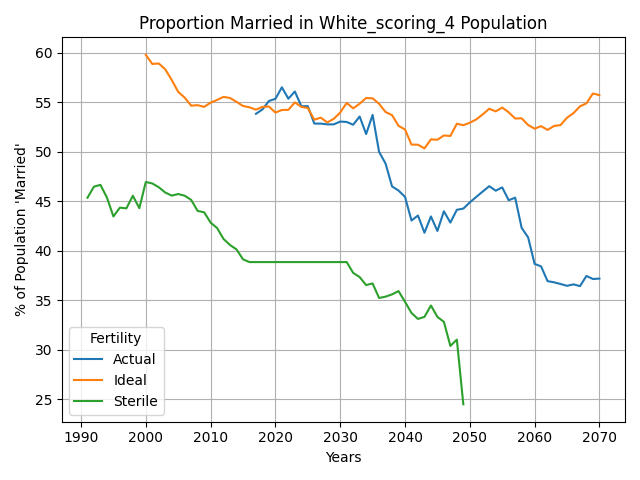 Proportion Married in White_scoring_4 Population
% of Population 'Married'
60
55
50
45
40
35
30
25
Fertility
Actual
Ideal
Sterile
1990 2000 2010 2020 2030 2040 2050 2060 2070
Years